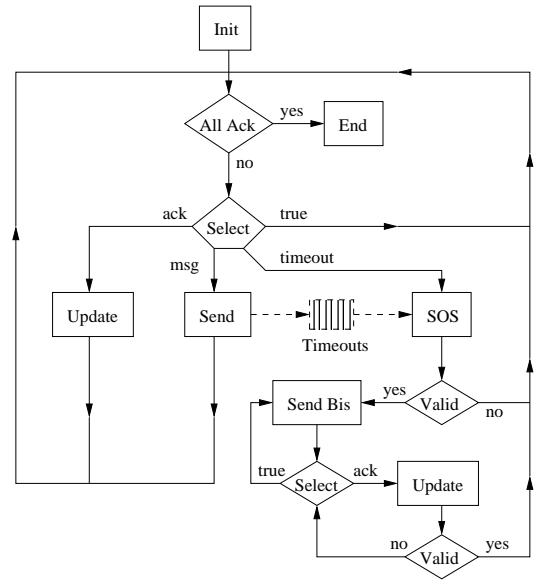 Init
All Ack
yes
End
no
ack
Select
true
msg
timeout
Update
Send
Timeouts
SOS
Send Bis
yes
Valid
no
true
Select
ack
Update
no
Valid
yes